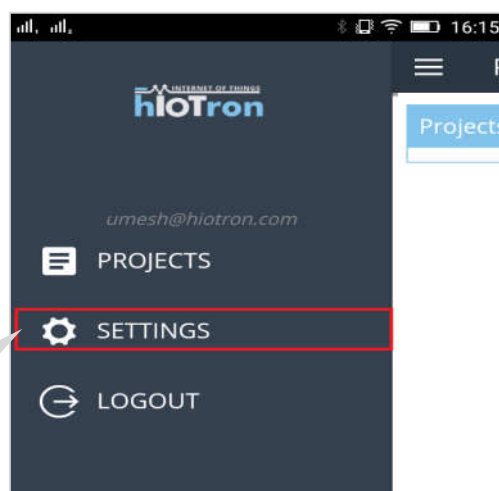 16:15
INTERNET OF THINGS
hIOTron
Projects
umesh@hiotron.com
PROJECTS
SETTINGS
LOGOUT